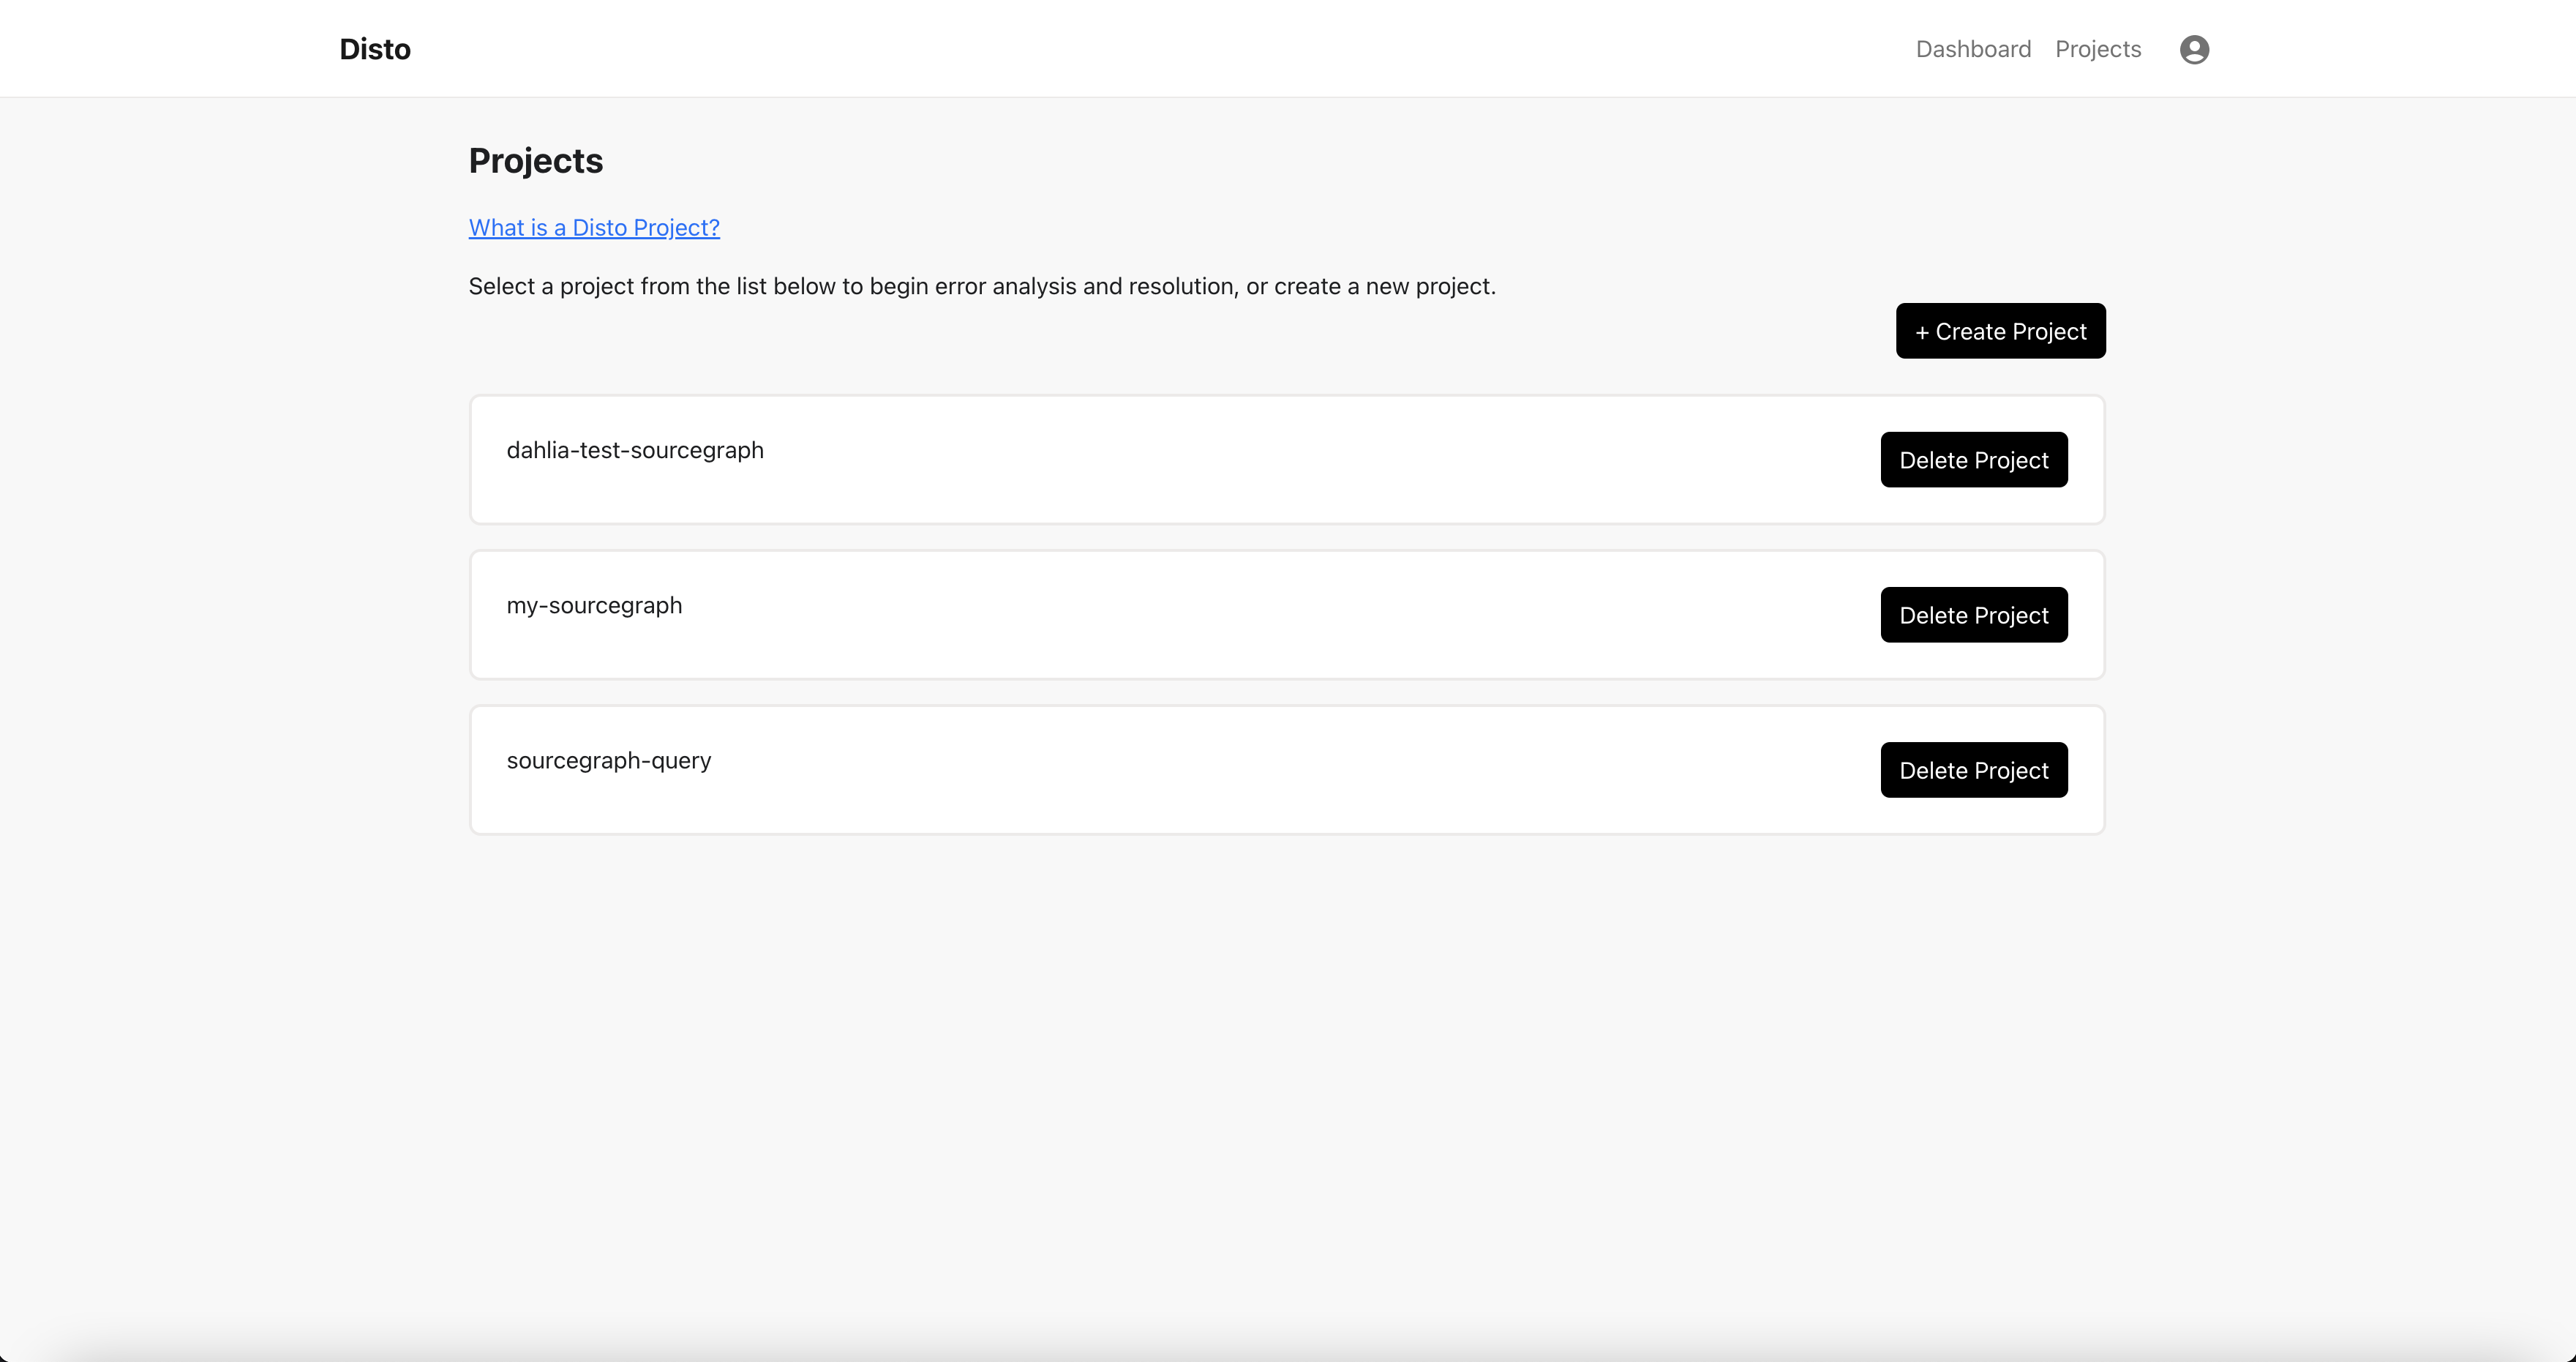 Disto
Dashboard Projects
Projects
What is a Disto Project?
Select a project from the list below to begin error analysis and resolution, or create a new project.
+ Create Project
dahlia-test-sourcegraph
Delete Project
my-sourcegraph
Delete Project
sourcegraph-query
Delete Project